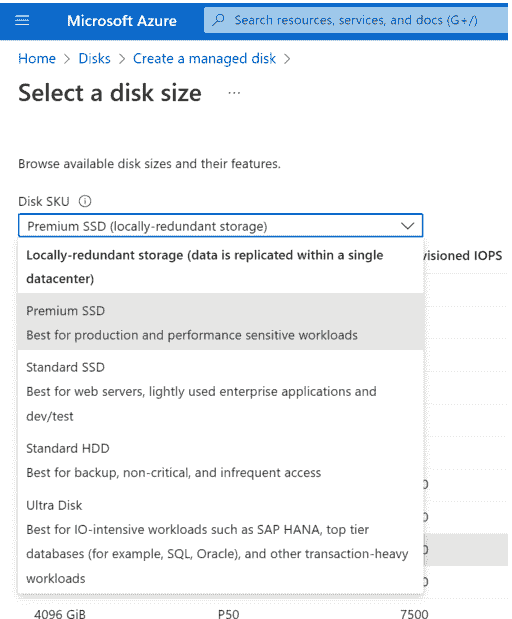 Microsoft Azure
Search resources, services, and docs (G+/)
Home > Disks > Create a managed disk >
Select a disk size ...
Browse available disk sizes and their features.
Disk SKU
Premium SSD (locally-redundant storage)
Locally-redundant storage (data is replicated within a single
datacenter)
visioned IOPS
Premium SSD
Best for production and performance sensitive workloads
Standard SSD
Best for web servers, lightly used enterprise applications and
dev/test
Standard HDD
Best for backup, non-critical, and infrequent access
Ultra Disk
Best for IO-intensive workloads such as SAP HANA, top tier
databases (for example, SQL, Oracle), and other transaction-heavy
workloads
4096 GiB P50 7500